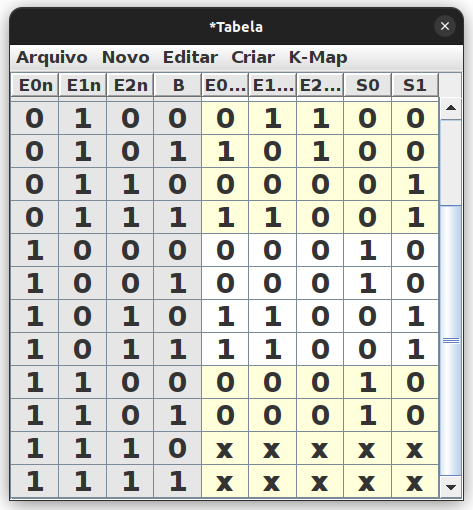 *Tabela
Arquivo Novo Editar Criar K-Map
E0n E1n E2n B E0... E1... E2... S0 S1
0 1 0 0 0 1 1 0 0
0 1 0 1 1 0 1 0 0
0 1 1 0 0 0 0 0 1
0 1 1 1 1 1 0 0 1
1 0 0 0 0 0 0 1 0
1 0 0 1 0 0 0 1 0
1 0 1 0 1 1 0 0 1
1 0 1 1 1 1 0 0 1
1 1 0 0 0 0 0 1 0
1 1 0 1 0 0 0 1 0
1 1 1 0 x x x x x
1 1 1 1 x x x x x